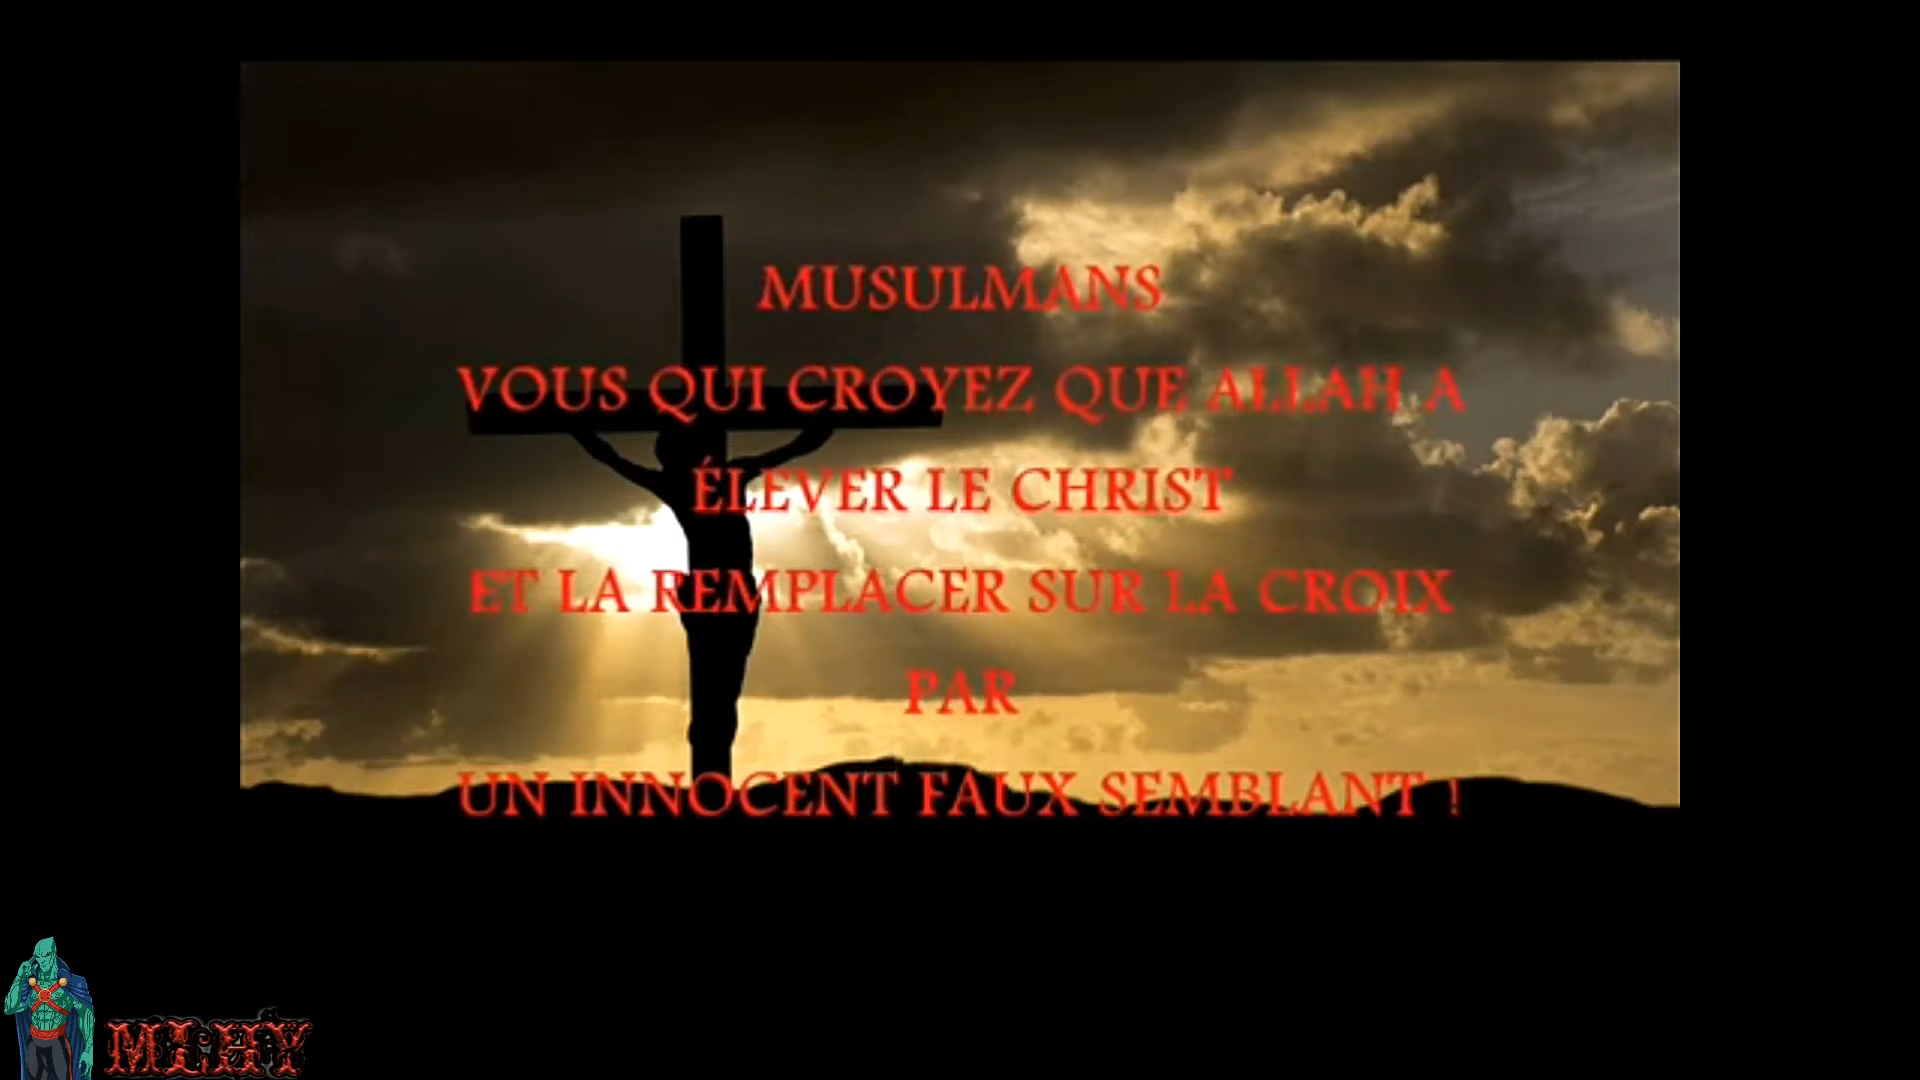 MUSULMANS
VOUS QUI CROYEZ QUE ALLAH A
ÉLEVER LE CHRIST
ET LA REMPLACER SUR LA CROIX
PAR
UN INNOCENT FAUX SEMBLANT !